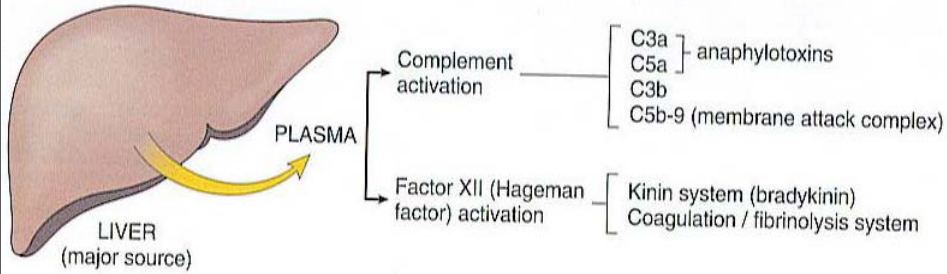 LIVER
(major source)
PLASMA
Complement
activation
C3a
C5a
anaphylotoxins
C3b
C5b-9 (membrane attack complex)
Factor XII (Hageman
factor) activation
Kinin system (bradykinin)
Coagulation / fibrinolysis system